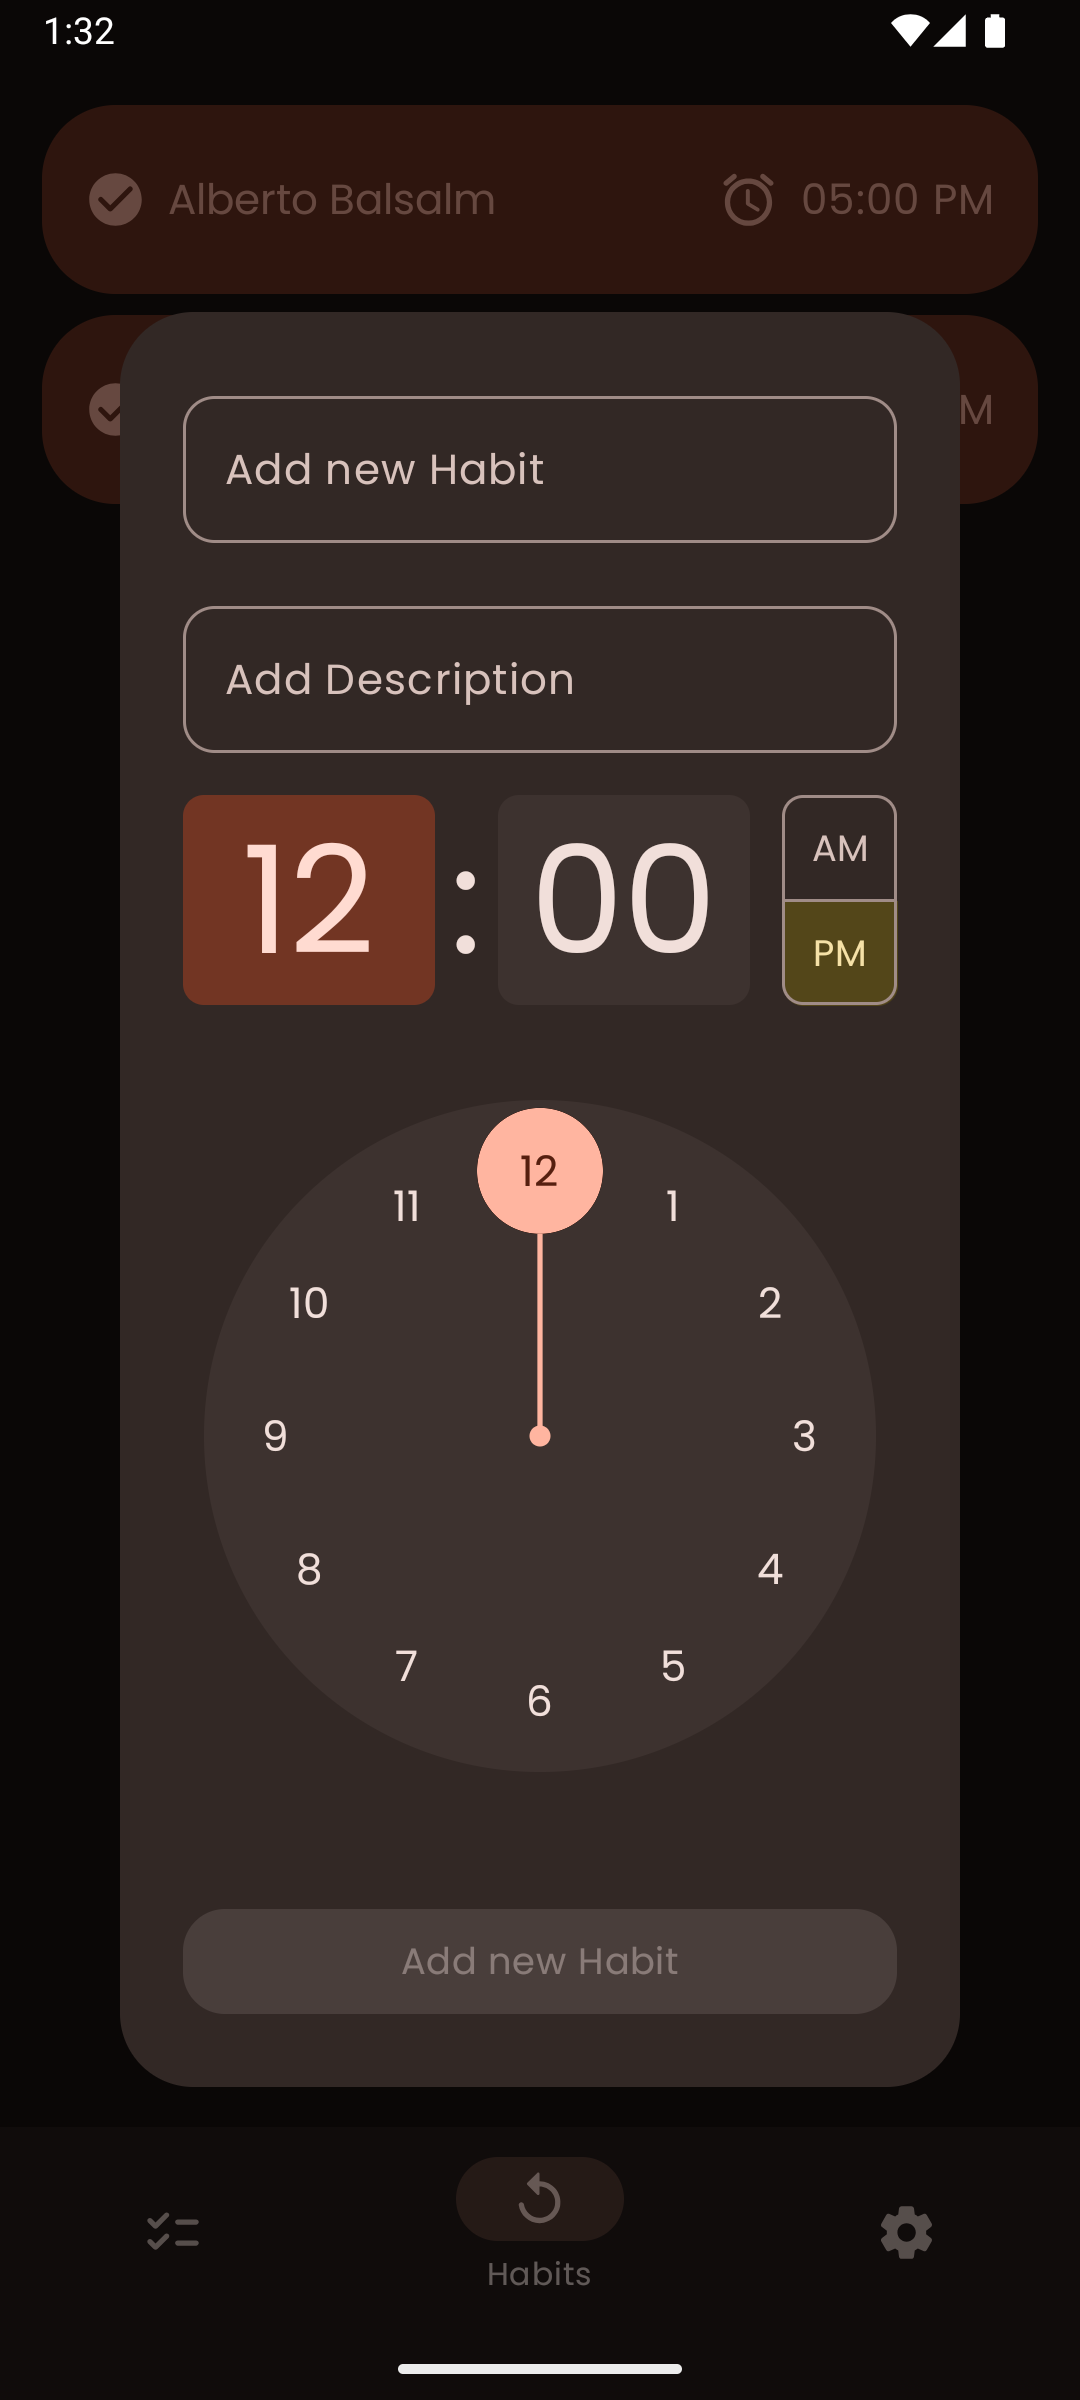 1:32
Alberto Balsalm 05:00 PM
M
Add new Habit
Add Description
12 : 00 AM
PM
12
11 1
10 2
9 3
8 4
7 5
6
Add new Habit
Habits